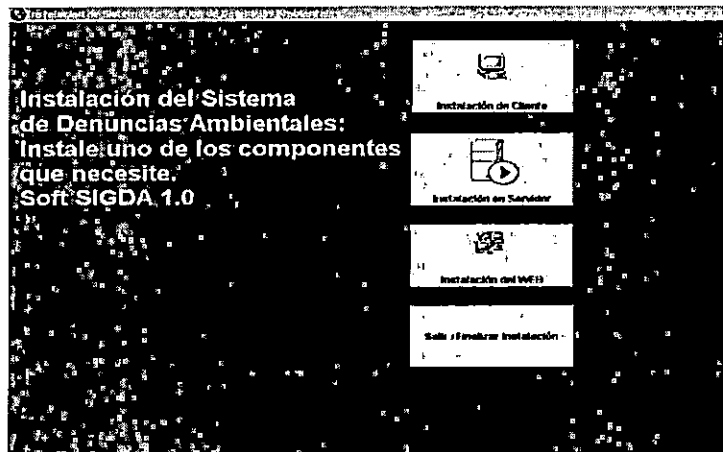 Instalación del Sistema
de Denuncias Ambientales:
Instale uno de los componentes
que necesite.
Soft SIGDA 1.0
Instalación de Cliente
Instalación en Servidor
Instalación del WEB
Salir / Finalizar Instalación